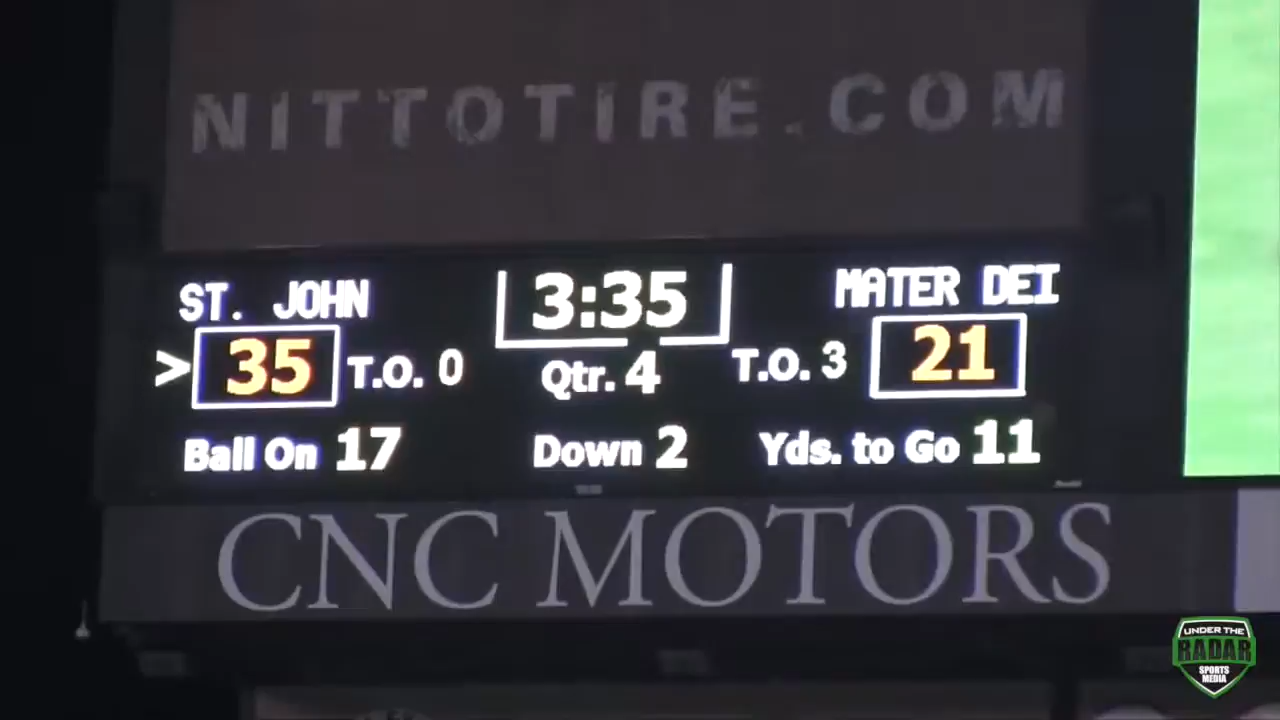 NITTOTIRE.COM
ST. JOHN 3:35 MATER DEI
> 35 T.O. 0 Qtr. 4 T.O. 3 21
Ball On 17 Down 2 Yds. to Go 11
CNC MOTORS
UNDER THE
RADAR
SPORTS
MEDIA